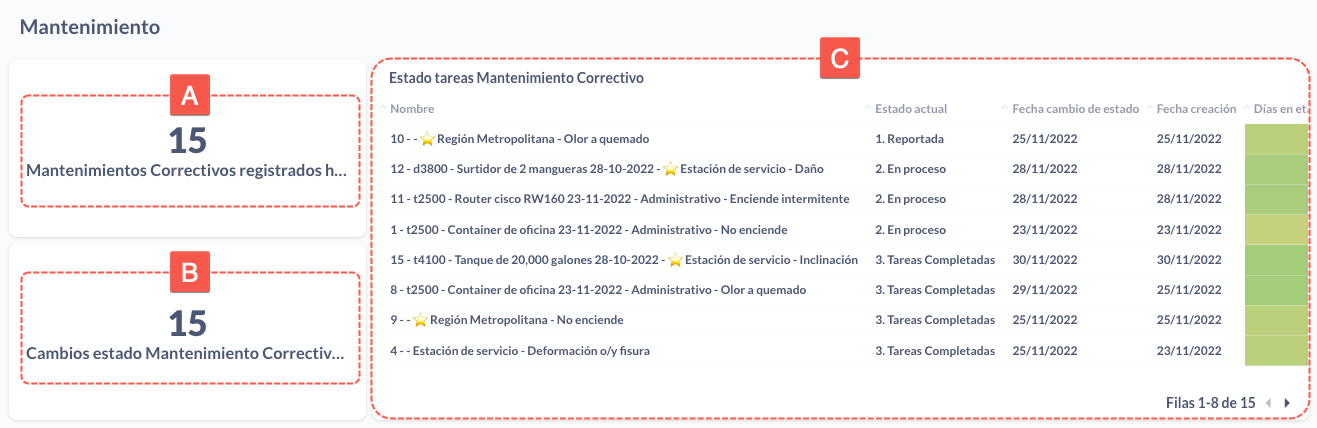 Mantenimiento
A
15
Mantenimientos Correctivos registrados h...
B
15
Cambios estado Mantenimiento Correctiv...
C
Estado tareas Mantenimiento Correctivo
Nombre Estado actual Fecha cambio de estado Fecha creación Días en et
10 - - ⭐ Región Metropolitana - Olor a quemado 1. Reportada 25/11/2022 25/11/2022
12 - d3800 - Surtidor de 2 mangueras 28-10-2022 - ⭐ Estación de servicio - Daño 2. En proceso 28/11/2022 28/11/2022
11 - t2500 - Router cisco RW160 23-11-2022 - Administrativo - Enciende intermitente 2. En proceso 28/11/2022 28/11/2022
1 - t2500 - Container de oficina 23-11-2022 - Administrativo - No enciende 2. En proceso 23/11/2022 23/11/2022
15 - t4100 - Tanque de 20,000 galones 28-10-2022 - ⭐ Estación de servicio - Inclinación 3. Tareas Completadas 30/11/2022 30/11/2022
8 - t2500 - Container de oficina 23-11-2022 - Administrativo - Olor a quemado 3. Tareas Completadas 29/11/2022 25/11/2022
9 - - ⭐ Región Metropolitana - No enciende 3. Tareas Completadas 25/11/2022 25/11/2022
4 - - Estación de servicio - Deformación o/y fisura 3. Tareas Completadas 25/11/2022 23/11/2022
Filas 1-8 de 15